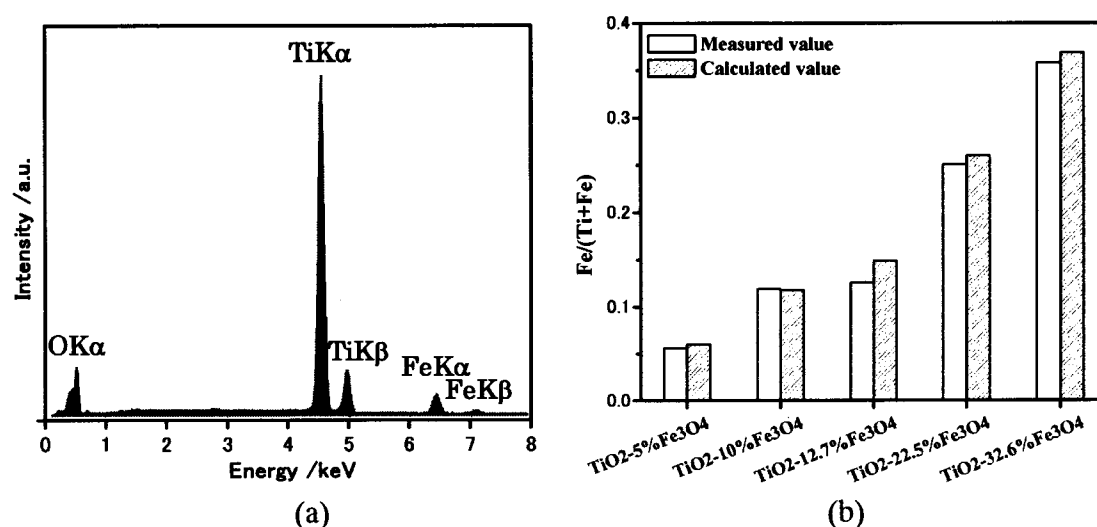 TiKα
OKα
TiKβ
FeKα
FeKβ
Intensity /a.u.
0 1 2 3 4 5 6 7 8
Energy /keV
(a)
0.4
0.3
0.2
0.1
0.0
Fe/(Ti+Fe)
Measured value
Calculated value
TiO2-5%Fe3O4
TiO2-10%Fe3O4
TiO2-12.7%Fe3O4
TiO2-22.5%Fe3O4
TiO2-32.6%Fe3O4
(b)